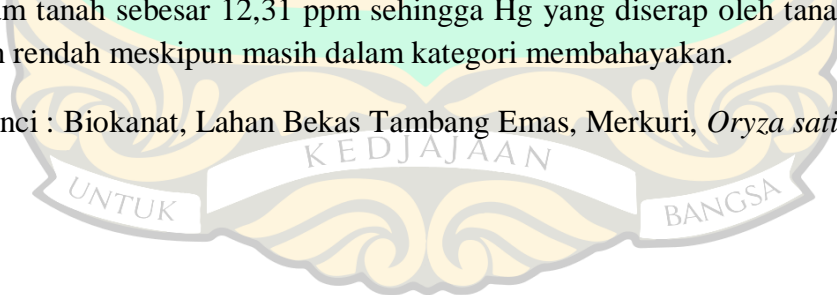 um tanah sebesar 12,31 ppm sehingga Hg yang diserap oleh tana
n rendah meskipun masih dalam kategori membahayakan.
nci : Biokanat, Lahan Bekas Tambang Emas, Merkuri, Oryza sati
KEDJAJAAN
UNTUK BANGSA